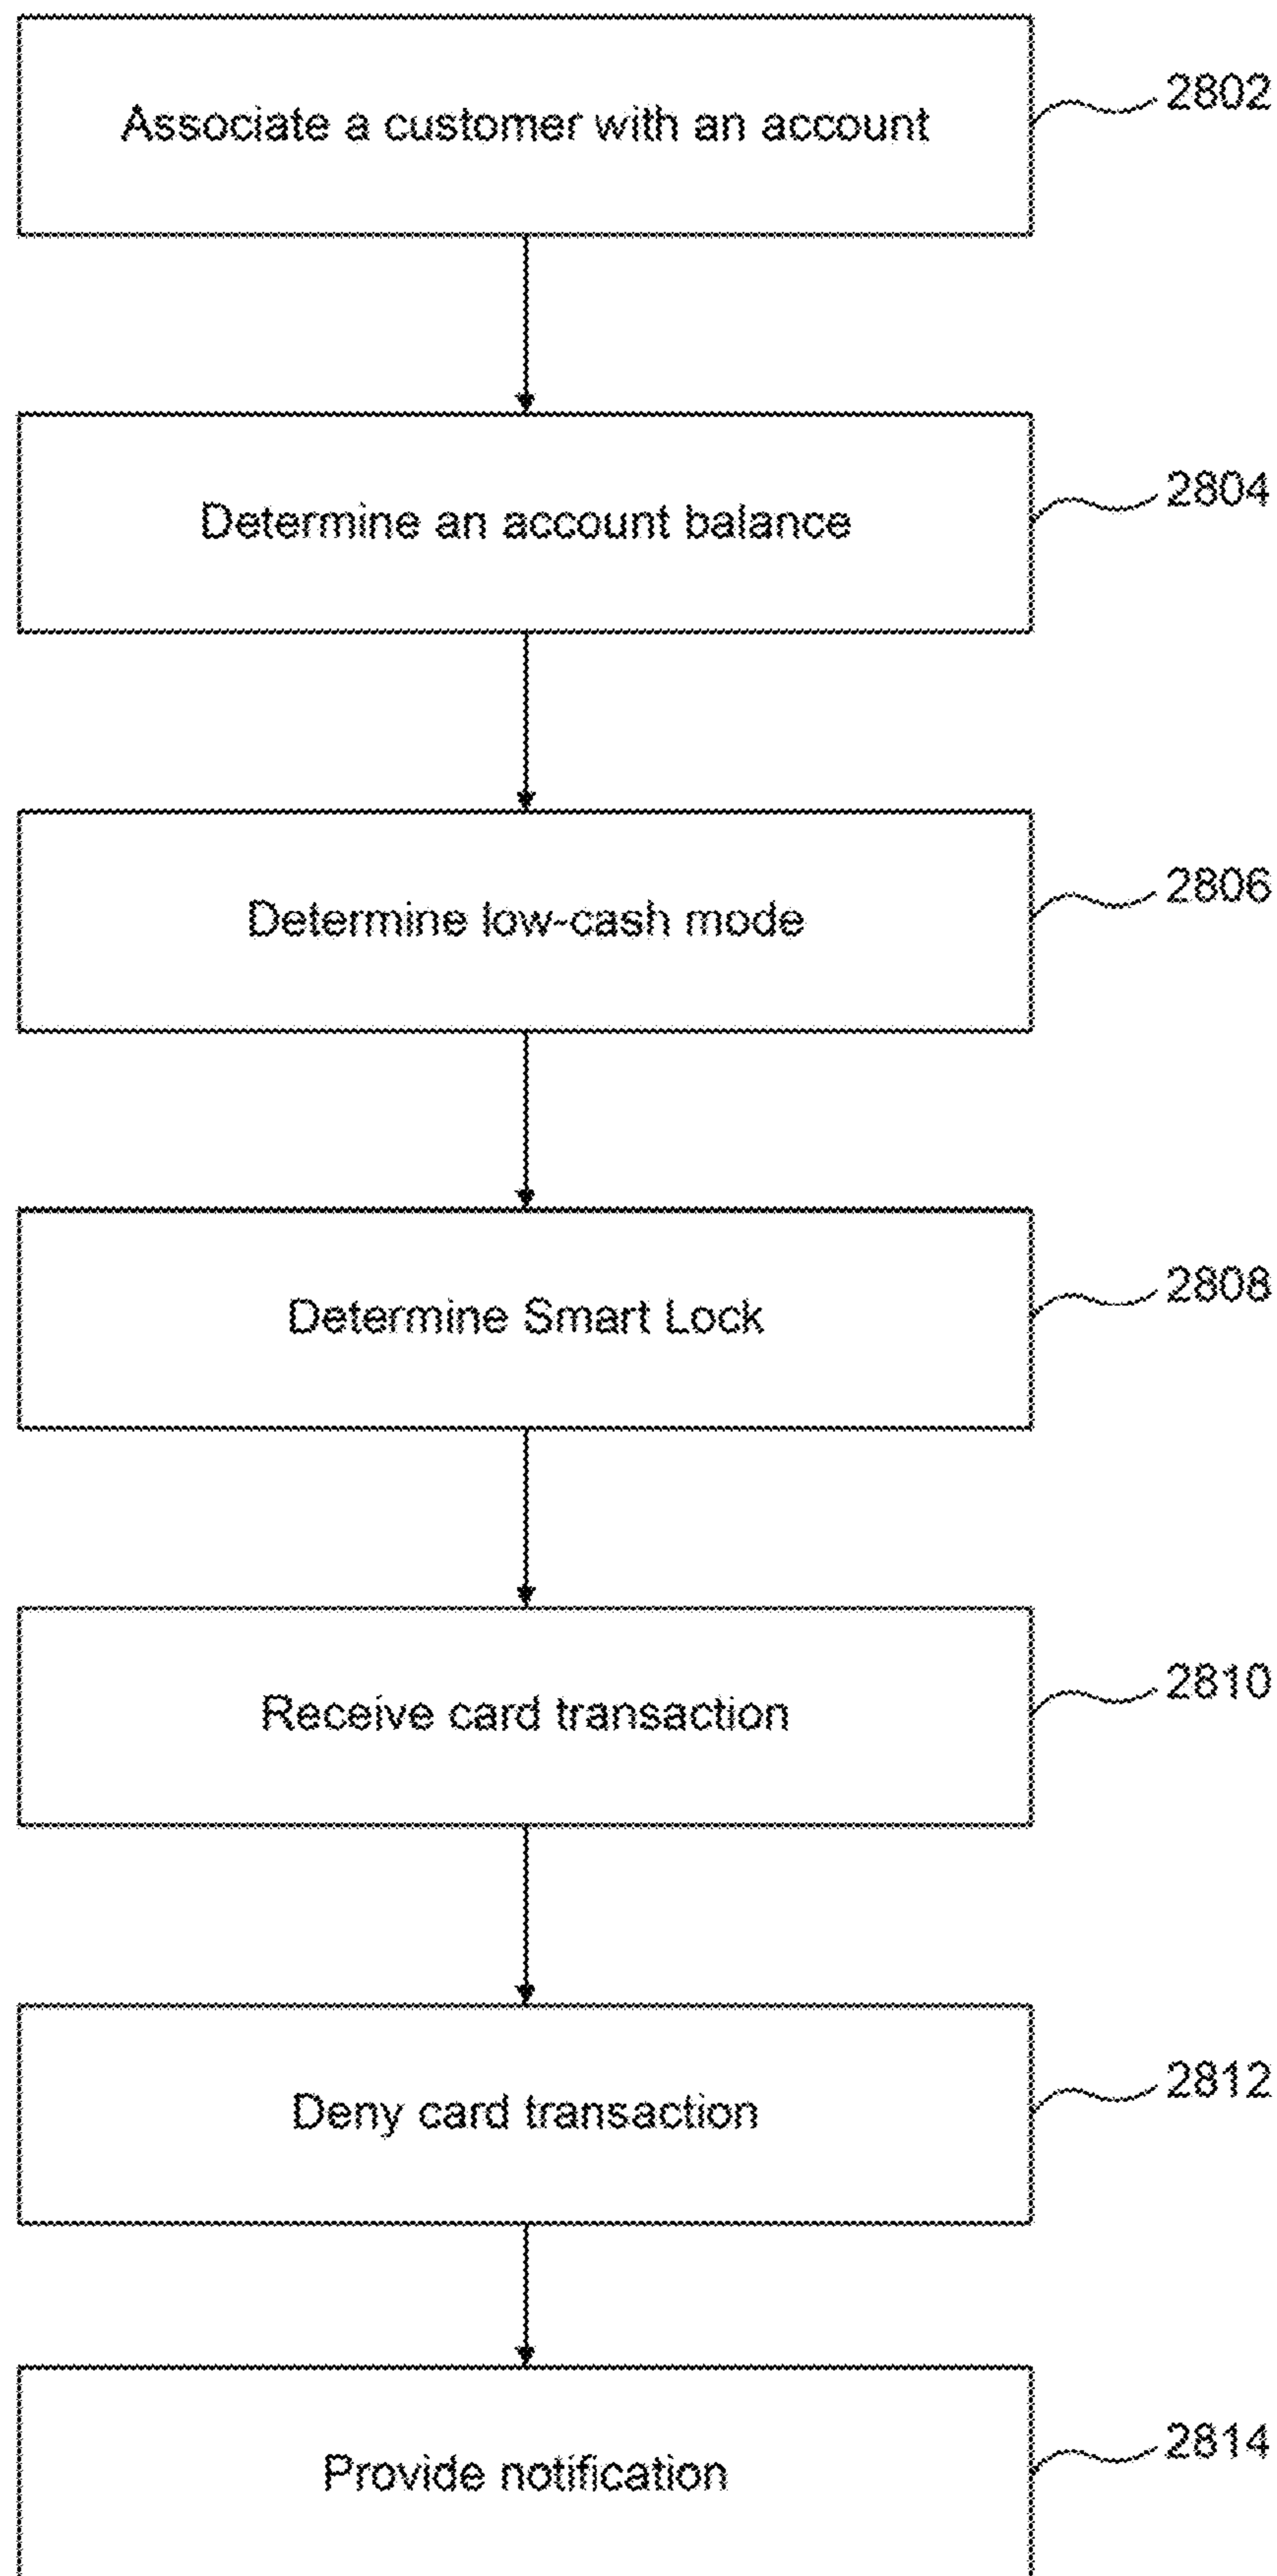 Associate a customer with an account
2802
Determine an account balance
2804
Determine low-cash mode
2806
Determine Smart Lock
2808
Receive card transaction
2810
Deny card transaction
2812
Provide notification
2814